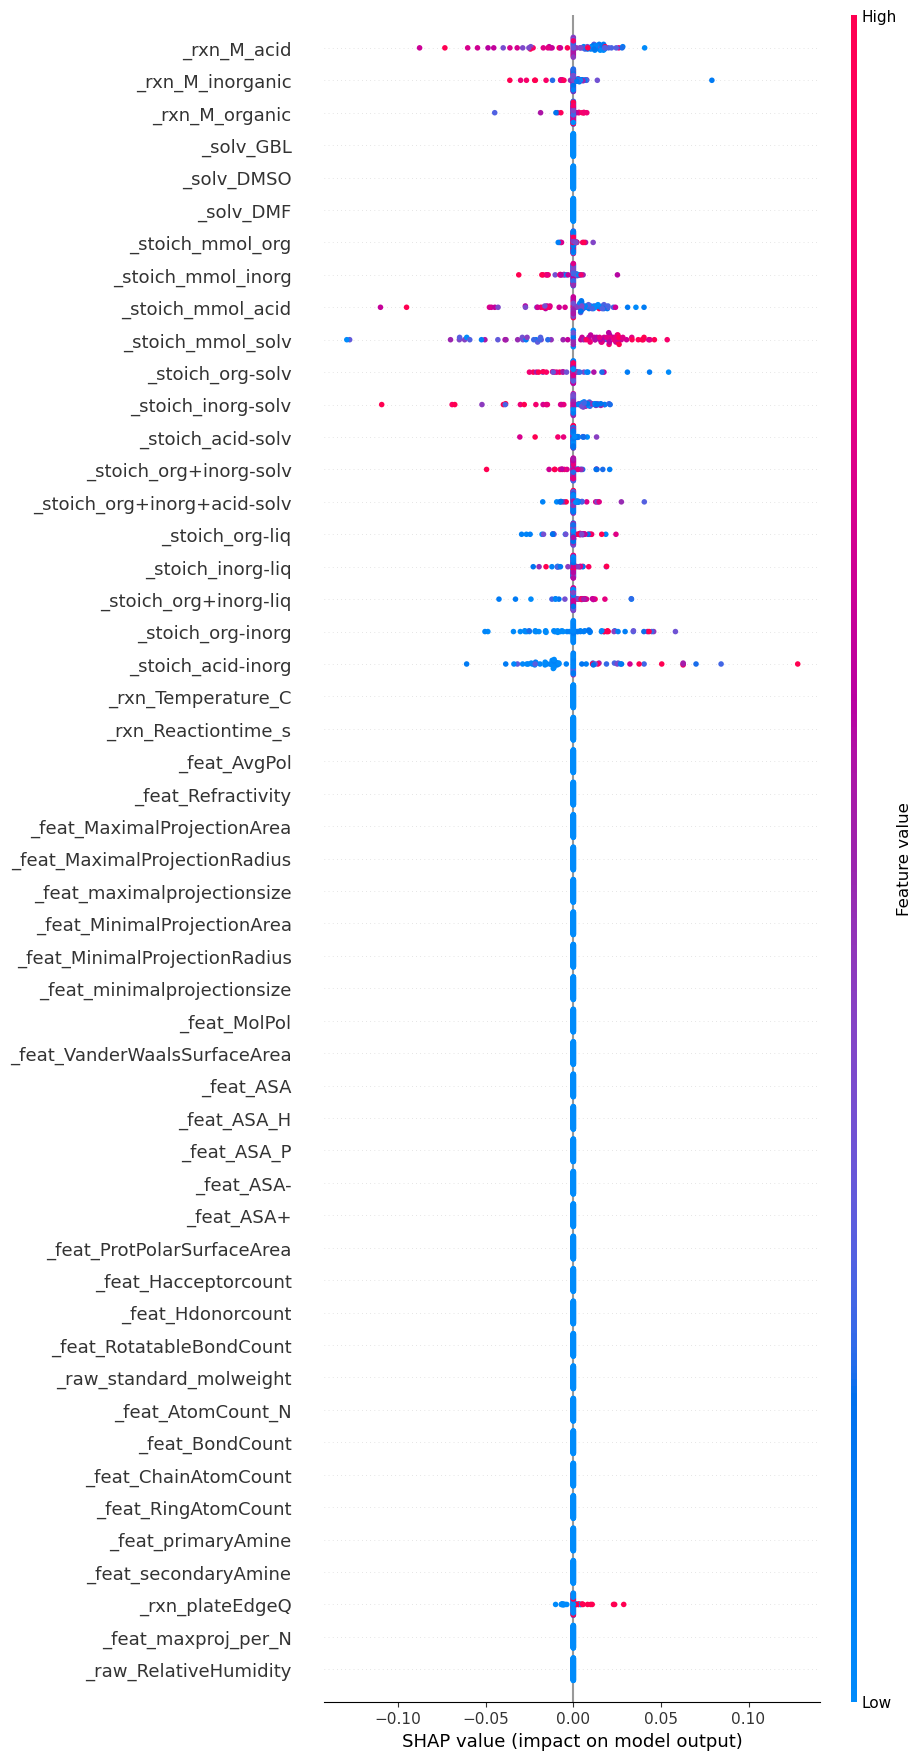 High
_rxn_M_acid
_rxn_M_inorganic
_rxn_M_organic
_solv_GBL
_solv_DMSO
_solv_DMF
_stoich_mmol_org
_stoich_mmol_inorg
_stoich_mmol_acid
_stoich_mmol_solv
_stoich_org-solv
_stoich_inorg-solv
_stoich_acid-solv
_stoich_org+inorg-solv
_stoich_org+inorg+acid-solv
_stoich_org-liq
_stoich_inorg-liq
_stoich_org+inorg-liq
_stoich_org-inorg
_stoich_acid-inorg
_rxn_Temperature_C
_rxn_Reactiontime_s
_feat_AvgPol
_feat_Refractivity
_feat_MaximalProjectionArea
_feat_MaximalProjectionRadius
_feat_maximalprojectionsize
_feat_MinimalProjectionArea
_feat_MinimalProjectionRadius
_feat_minimalprojectionsize
_feat_MolPol
_feat_VanderWaalsSurfaceArea
_feat_ASA
_feat_ASA_H
_feat_ASA_P
_feat_ASA-
_feat_ASA+
_feat_ProtPolarSurfaceArea
_feat_Hacceptorcount
_feat_Hdonorcount
_feat_RotatableBondCount
_raw_standard_molweight
_feat_AtomCount_N
_feat_BondCount
_feat_ChainAtomCount
_feat_RingAtomCount
_feat_primaryAmine
_feat_secondaryAmine
_rxn_plateEdgeQ
_feat_maxproj_per_N
_raw_RelativeHumidity
Feature value
Low
−0.10 −0.05 0.00 0.05 0.10
SHAP value (impact on model output)